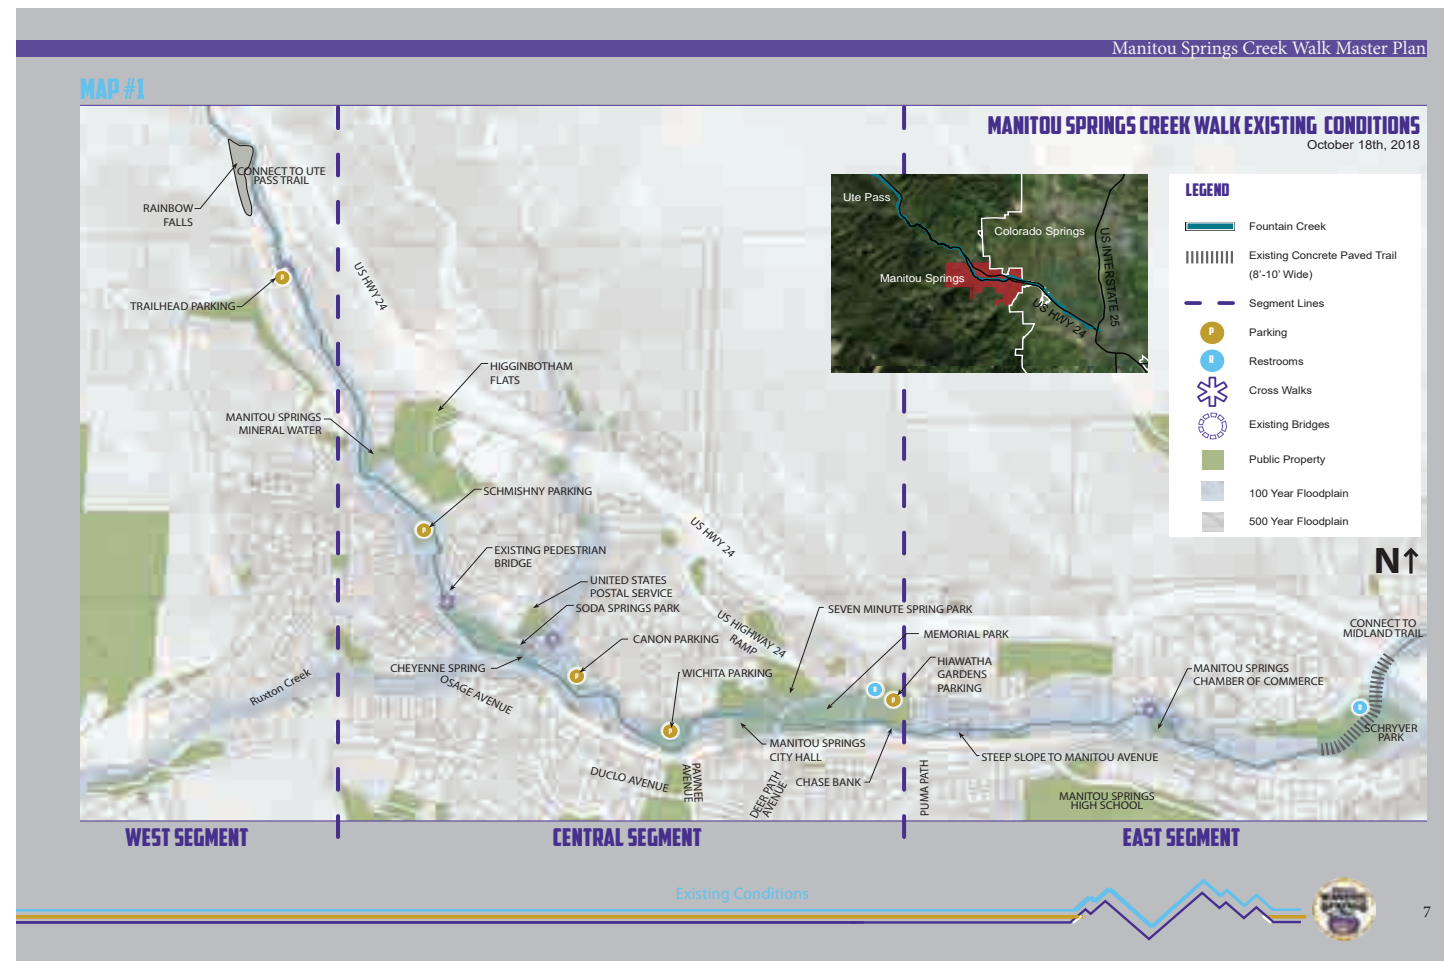 Manitou Springs Creek Walk Master Plan
MAP #1
MANITOU SPRINGS CREEK WALK EXISTING CONDITIONS
October 18th, 2018
CONNECT TO UTE
PASS TRAIL
RAINBOW
FALLS
TRAILHEAD PARKING
US HWY 24
HIGGINBOTHAM
FLATS
MANITOU SPRINGS
MINERAL WATER
SCHMISHNY PARKING
EXISTING PEDESTRIAN
BRIDGE
UNITED STATES
POSTAL SERVICE
SODA SPRINGS PARK
CANON PARKING
CHEYENNE SPRING
OSAGE AVENUE
Ruxton Creek
WICHITA PARKING
US HWY 24
US HIGHWAY 24
RAMP
SEVEN MINUTE SPRING PARK
MEMORIAL PARK
HIAWATHA
GARDENS
PARKING
MANITOU SPRINGS
CITY HALL
CHASE BANK
DUCLO AVENUE
PAWNEE
AVENUE
DEER PATH
AVENUE
PUMA PATH
STEEP SLOPE TO MANITOU AVENUE
MANITOU SPRINGS
CHAMBER OF COMMERCE
MANITOU SPRINGS
HIGH SCHOOL
CONNECT TO
MIDLAND TRAIL
SCHRYVER
PARK
P
P
P
P
R
P
R
Ute Pass
Colorado Springs
Manitou Springs
US HWY 24
US INTERSTATE 25
LEGEND
Fountain Creek
Existing Concrete Paved Trail
(8'-10' Wide)
Segment Lines
P
Parking
R
Restrooms
Cross Walks
Existing Bridges
Public Property
100 Year Floodplain
500 Year Floodplain
N↑
WEST SEGMENT
CENTRAL SEGMENT
EAST SEGMENT
Existing Conditions
7